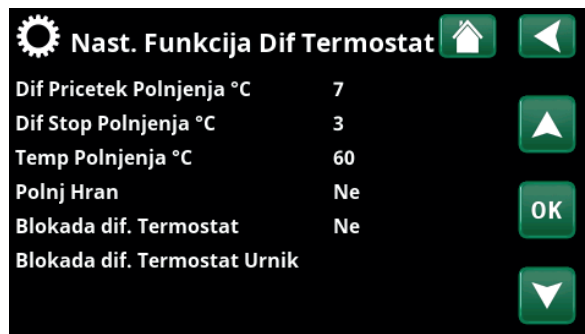 Nast. Funkcija Dif Termostat
Dif Pricetek Polnjenja °C 7
Dif Stop Polnjenja °C 3
Temp Polnjenja °C 60
Polnj Hran Ne
Blokada dif. Termostat Ne
OK
Blokada dif. Termostat Urnik